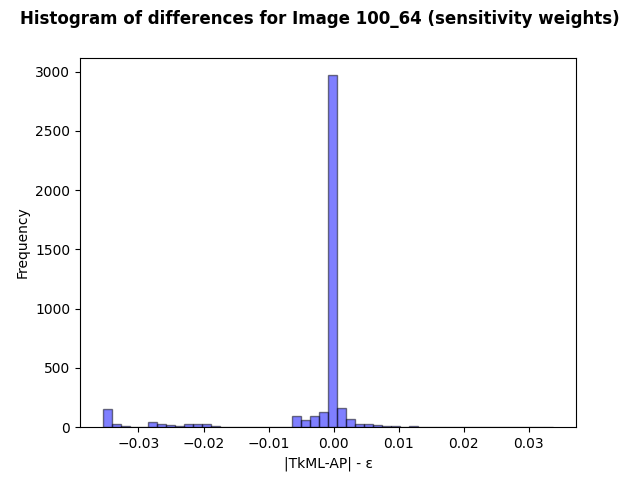 Histogram of differences for Image 100_64 (sensitivity weights)
3000
2500
2000
1500
1000
500
0
Frequency
−0.03 −0.02 −0.01 0.00 0.01 0.02 0.03
|TkML-AP| - ε